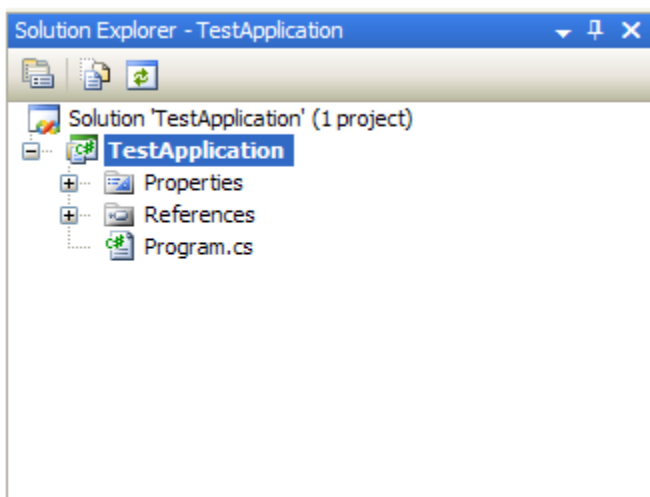 Solution Explorer - TestApplication
Solution 'TestApplication' (1 project)
C# TestApplication
Properties
References
C# Program.cs